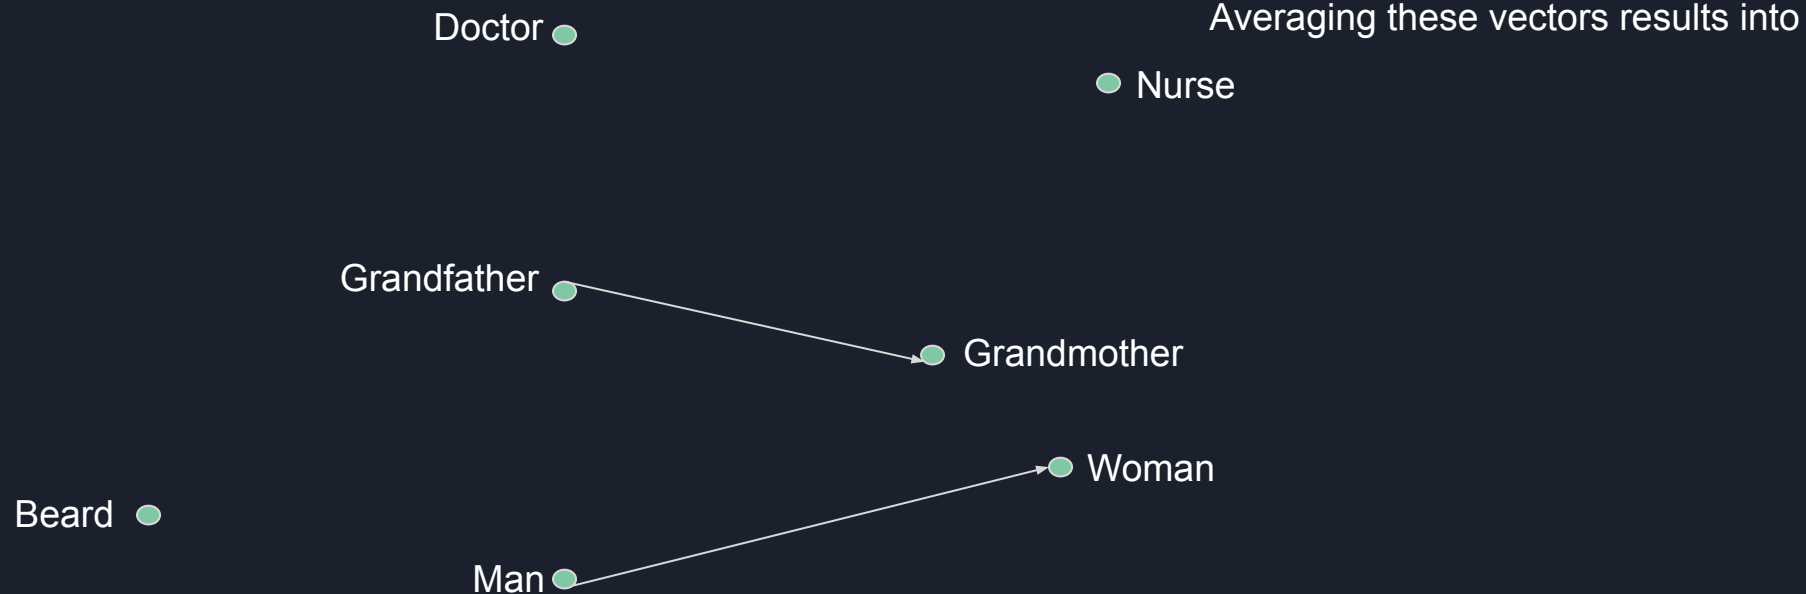 Averaging these vectors results into
Doctor
Nurse
Grandfather
Grandmother
Woman
Beard
Man